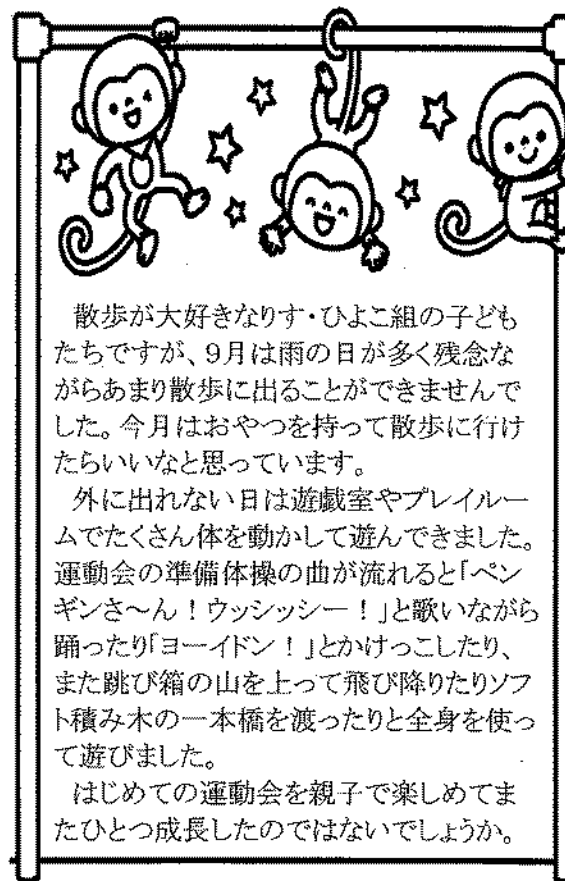 散歩が大好きなりす・ひよこ組の子ども
たちですが、9月は雨の日が多く残念な
がらあまり散歩に出ることができませんで
した。今月はおやつを持って散歩に行け
たらいいなと思っています。
外に出れない日は遊戯室やプレイルー
ムでたくさん体を動かして遊んできました。
運動会の準備体操の曲が流れると「ペン
ギンさ～ん！ウッシッシー！」と歌いながら
踊ったり「ヨーイドン！」とかけっこしたり、
また跳び箱の山を上って飛び降りたりソフ
ト積み木の一本橋を渡ったりと全身を使っ
て遊びました。
はじめての運動会を親子で楽しめてま
たひとつ成長したのではないでしょうか。